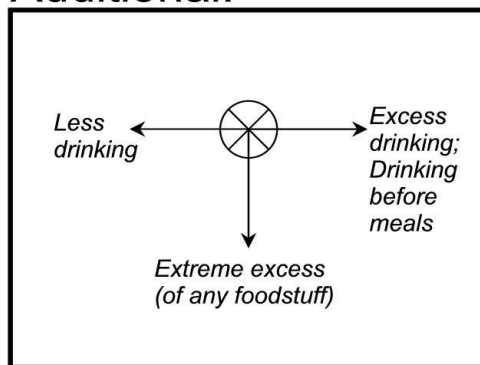 Less
drinking
Excess
drinking;
Drinking
before
meals
Extreme excess
(of any foodstuff)